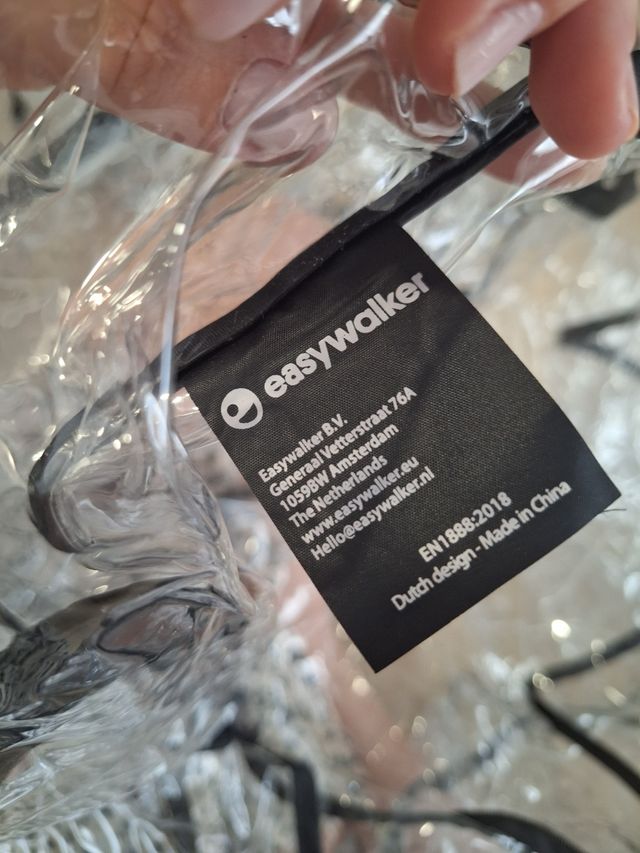 easywalker
Easywalker B.V.
Generaal Vetterstraat 76A
1059BW Amsterdam
The Netherlands
www.easywalker.eu
Hello@easywalker.nl
EN1888:2018
Dutch design - Made in China